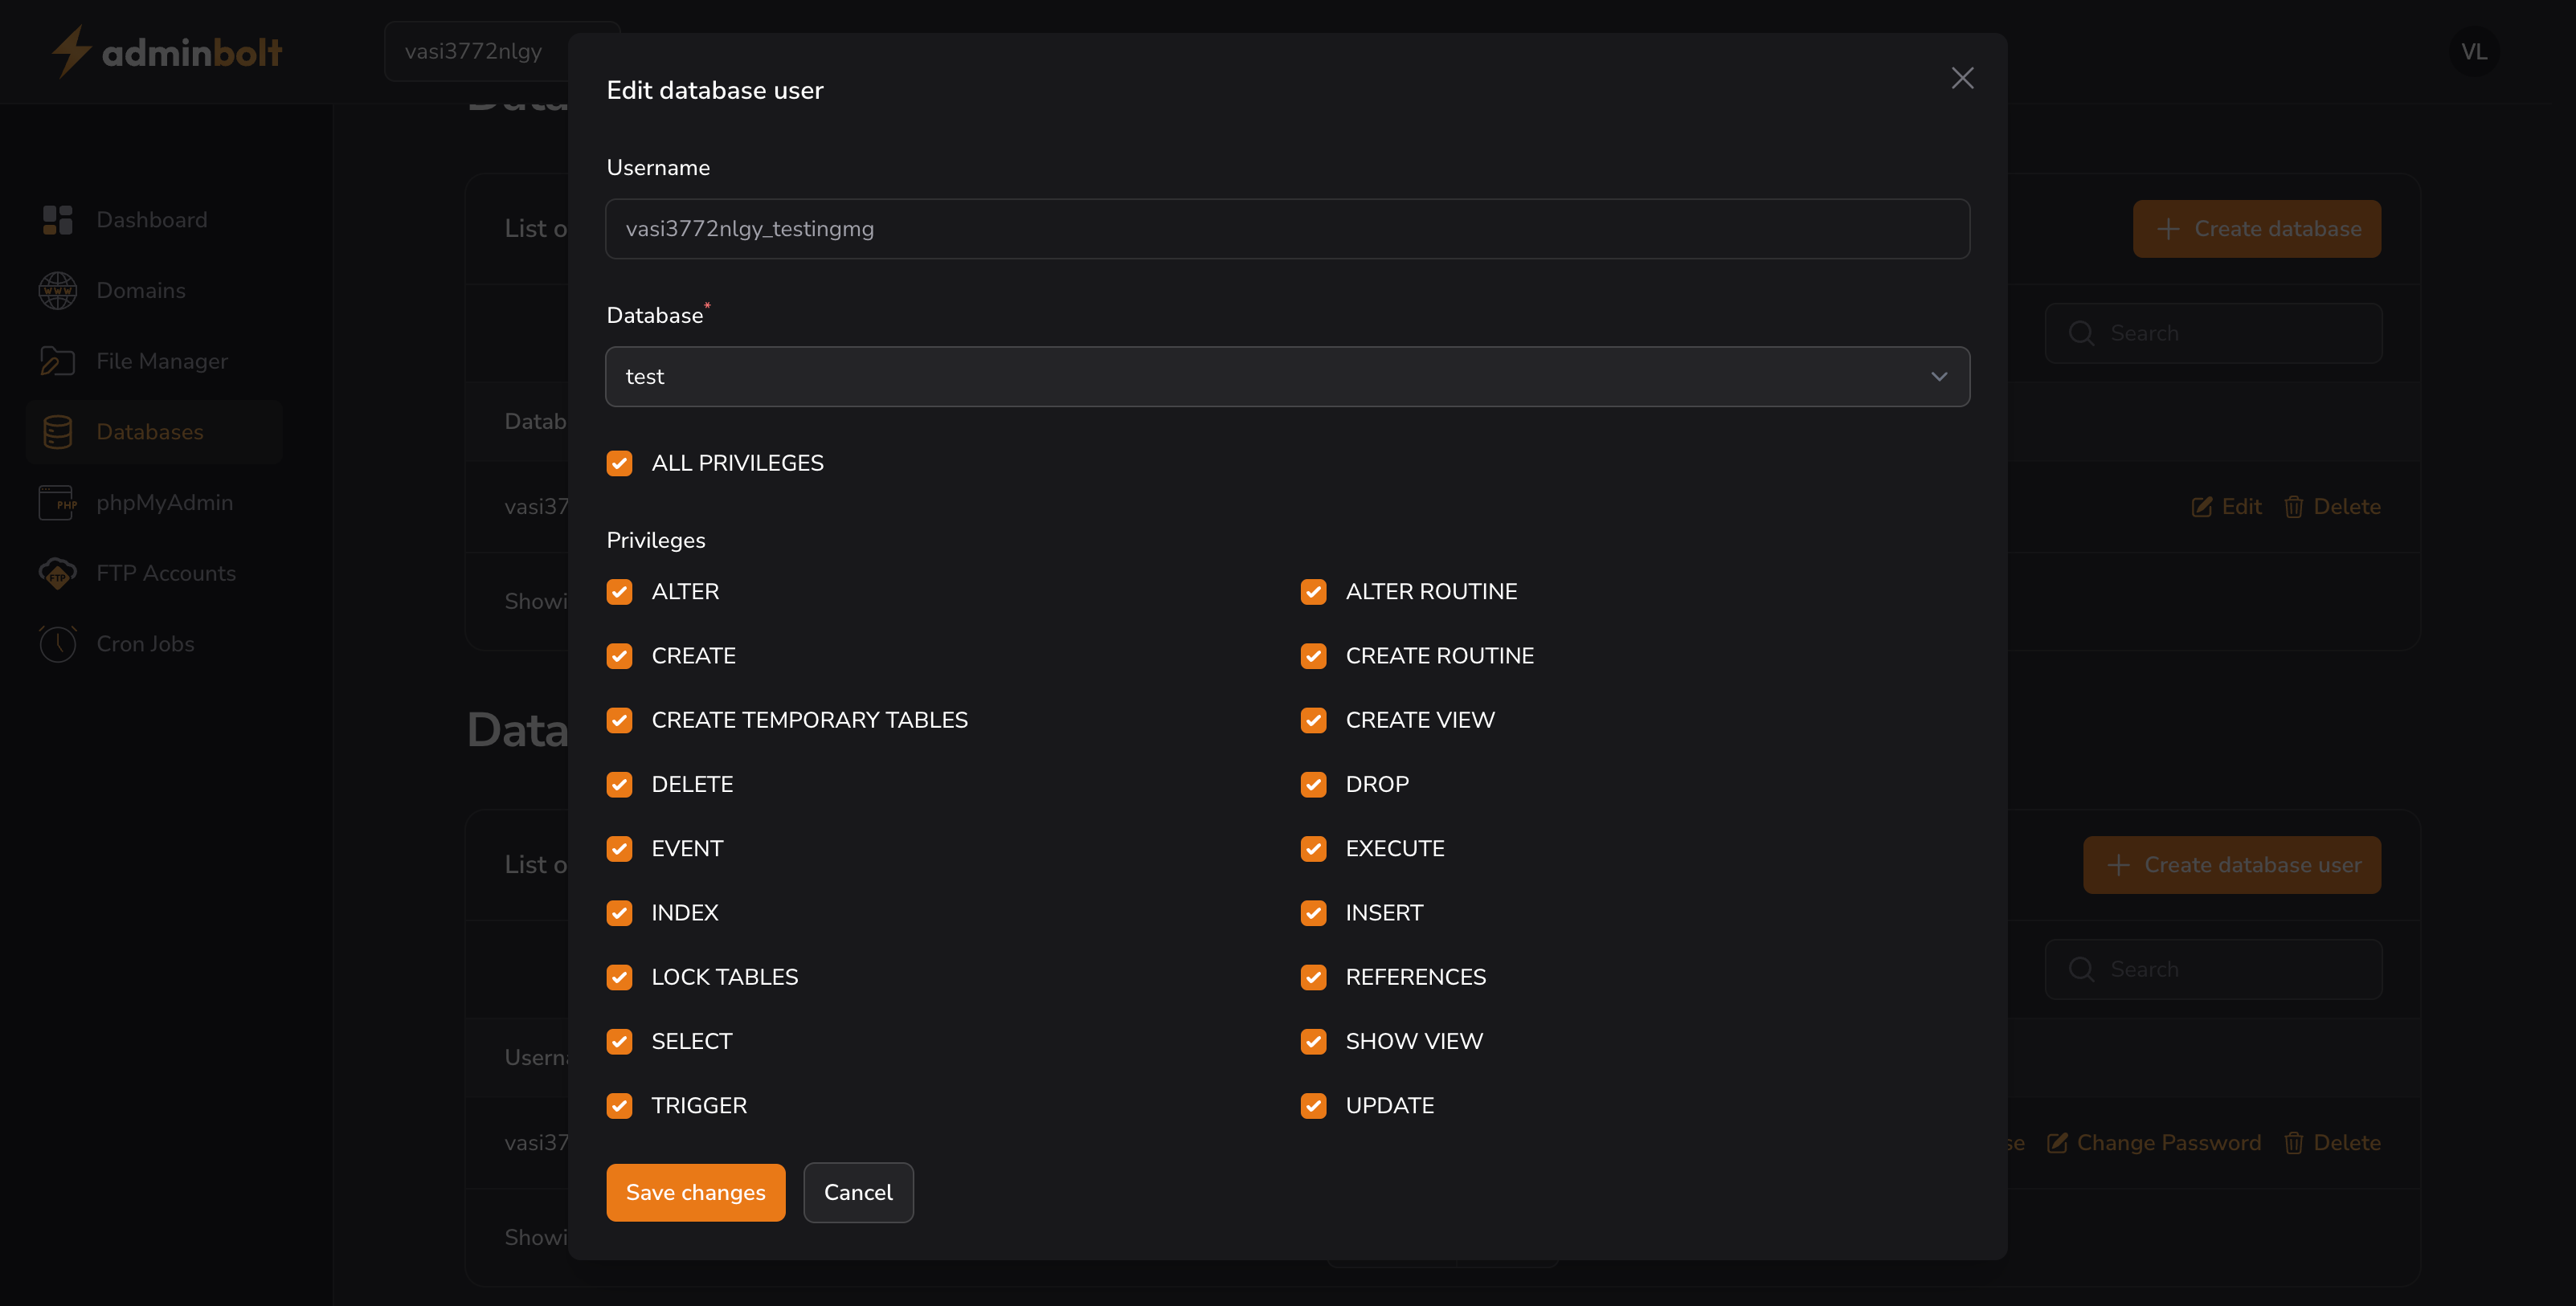 adminbolt
vasi3772nlgy
VL
Edit database user
Username
vasi3772nlgy_testingmg
Database*
test
ALL PRIVILEGES
Privileges
ALTER
ALTER ROUTINE
CREATE
CREATE ROUTINE
CREATE TEMPORARY TABLES
CREATE VIEW
DELETE
DROP
EVENT
EXECUTE
INDEX
INSERT
LOCK TABLES
REFERENCES
SELECT
SHOW VIEW
TRIGGER
UPDATE
Save changes
Cancel
Dashboard
WWW
Domains
File Manager
Databases
PHP
phpMyAdmin
FTP
FTP Accounts
Cron Jobs
List o
Create database
Search
Datab
vasi37
Edit
Delete
Showi
Data
List o
Create database user
Search
Usern
vasi37
se
Change Password
Delete
Showi